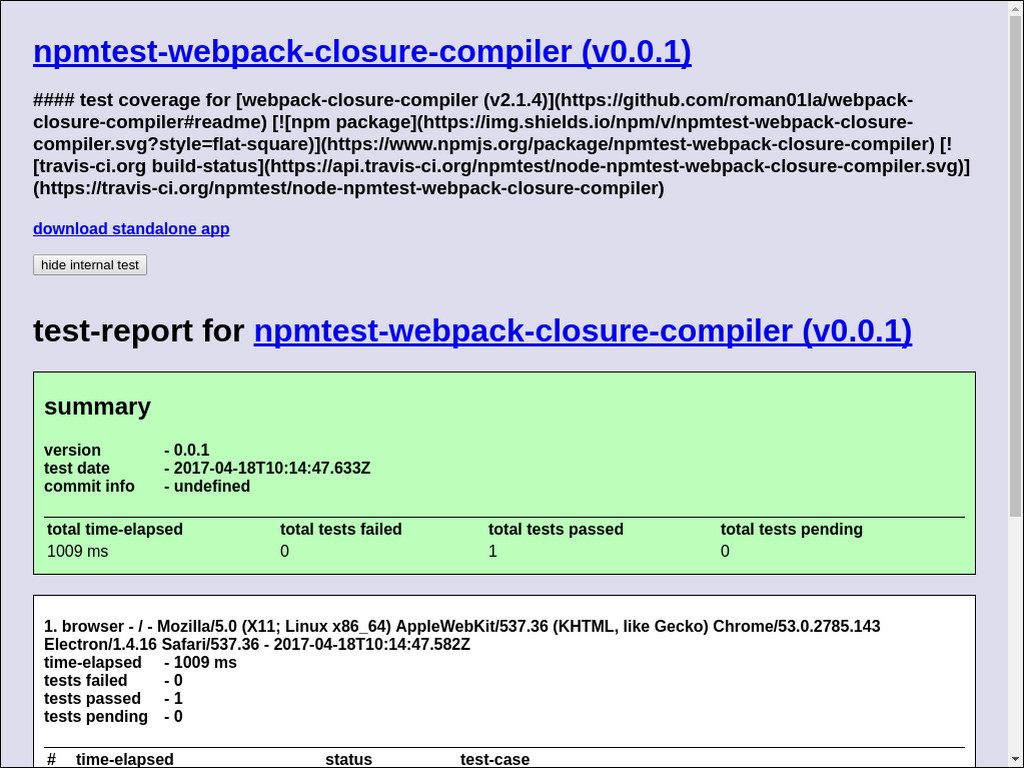 npmtest-webpack-closure-compiler (v0.0.1)
#### test coverage for [webpack-closure-compiler (v2.1.4)](https://github.com/roman01la/webpack-
closure-compiler#readme) [![npm package](https://img.shields.io/npm/v/npmtest-webpack-closure-
compiler.svg?style=flat-square)](https://www.npmjs.org/package/npmtest-webpack-closure-compiler) [!
[travis-ci.org build-status](https://api.travis-ci.org/npmtest/node-npmtest-webpack-closure-compiler.svg)]
(https://travis-ci.org/npmtest/node-npmtest-webpack-closure-compiler)
download standalone app
hide internal test
test-report for npmtest-webpack-closure-compiler (v0.0.1)
summary
version - 0.0.1
test date - 2017-04-18T10:14:47.633Z
commit info - undefined
total time-elapsed total tests failed total tests passed total tests pending
1009 ms 0 1 0
1. browser - / - Mozilla/5.0 (X11; Linux x86_64) AppleWebKit/537.36 (KHTML, like Gecko) Chrome/53.0.2785.143
Electron/1.4.16 Safari/537.36 - 2017-04-18T10:14:47.582Z
time-elapsed - 1009 ms
tests failed - 0
tests passed - 1
tests pending - 0
# time-elapsed status test-case